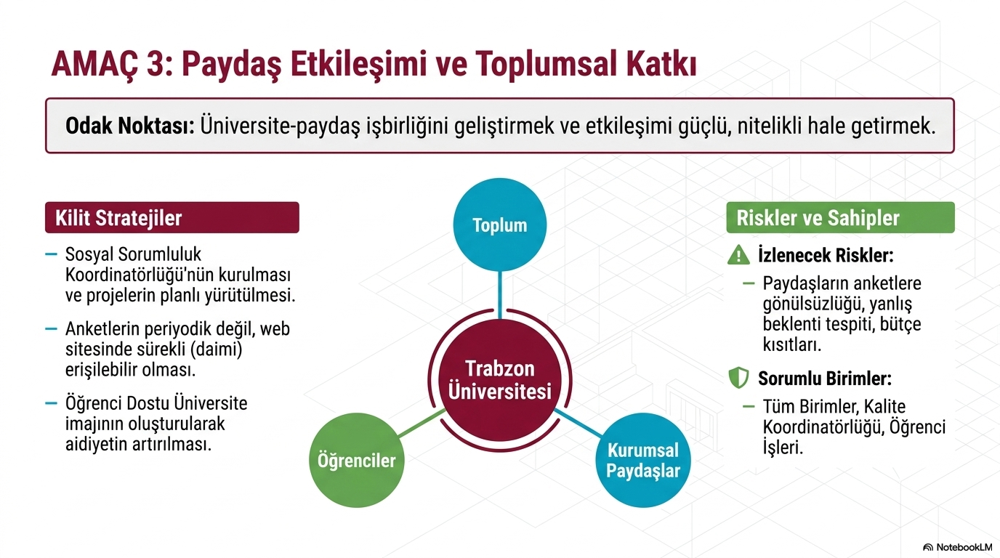 AMAÇ 3: Paydaş Etkileşimi ve Toplumsal Katkı
Odak Noktası: Üniversite-paydaş işbirliğini geliştirmek ve etkileşimi güçlü, nitelikli hale getirmek.
Kilit Stratejiler
– Sosyal Sorumluluk
Koordinatörlüğü'nün kurulması
ve projelerin planlı yürütülmesi.
– Anketlerin periyodik değil, web
sitesinde sürekli (daimi)
erişilebilir olması.
– Öğrenci Dostu Üniversite
imajının oluşturularak
aidiyetin artırılması.
Toplum
Trabzon
Üniversitesi
Öğrenciler
Kurumsal
Paydaşlar
Riskler ve Sahipler
İzlenecek Riskler:
– Paydaşların anketlere
gönülsüzlüğü, yanlış
beklenti tespiti, bütçe
kısıtları.
Sorumlu Birimler:
– Tüm Birimler, Kalite
Koordinatörlüğü, Öğrenci
İşleri.
NotebookLM